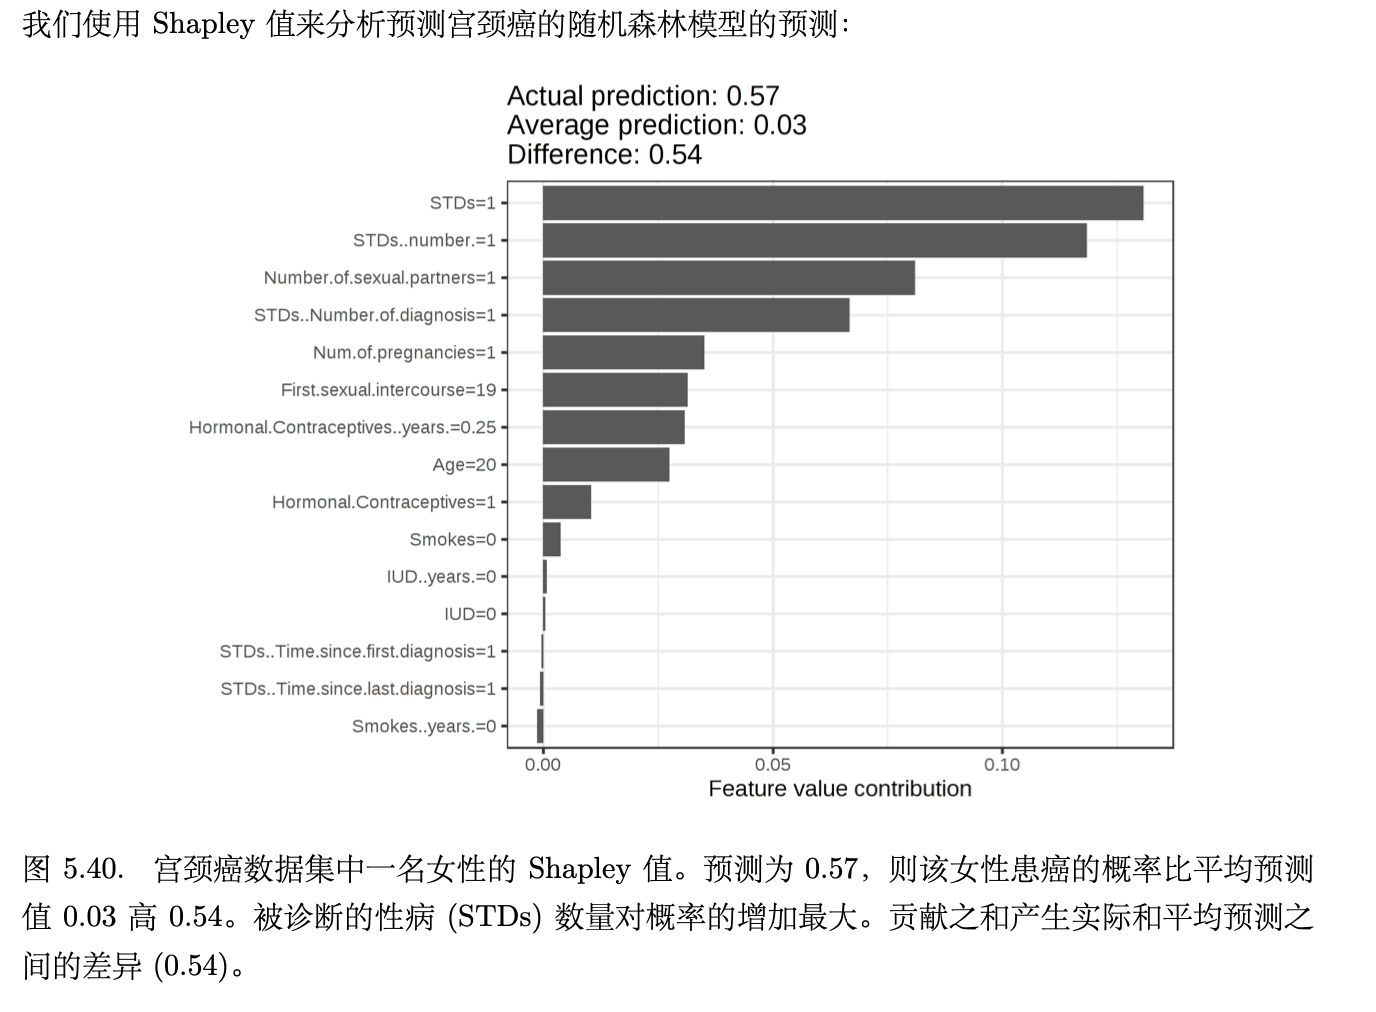 我们使用 Shapley 值来分析预测宫颈癌的随机森林模型的预测：
Actual prediction: 0.57
Average prediction: 0.03
Difference: 0.54
STDs=1
STDs..number.=1
Number.of.sexual.partners=1
STDs..Number.of.diagnosis=1
Num.of.pregnancies=1
First.sexual.intercourse=19
Hormonal.Contraceptives..years.=0.25
Age=20
Hormonal.Contraceptives=1
Smokes=0
IUD..years.=0
IUD=0
STDs..Time.since.first.diagnosis=1
STDs..Time.since.last.diagnosis=1
Smokes..years.=0
0.00 0.05 0.10
Feature value contribution
图 5.40. 宫颈癌数据集中一名女性的 Shapley 值。预测为 0.57，则该女性患癌的概率比平均预测
值 0.03 高 0.54。被诊断的性病 (STDs) 数量对概率的增加最大。贡献之和产生实际和平均预测之
间的差异 (0.54)。